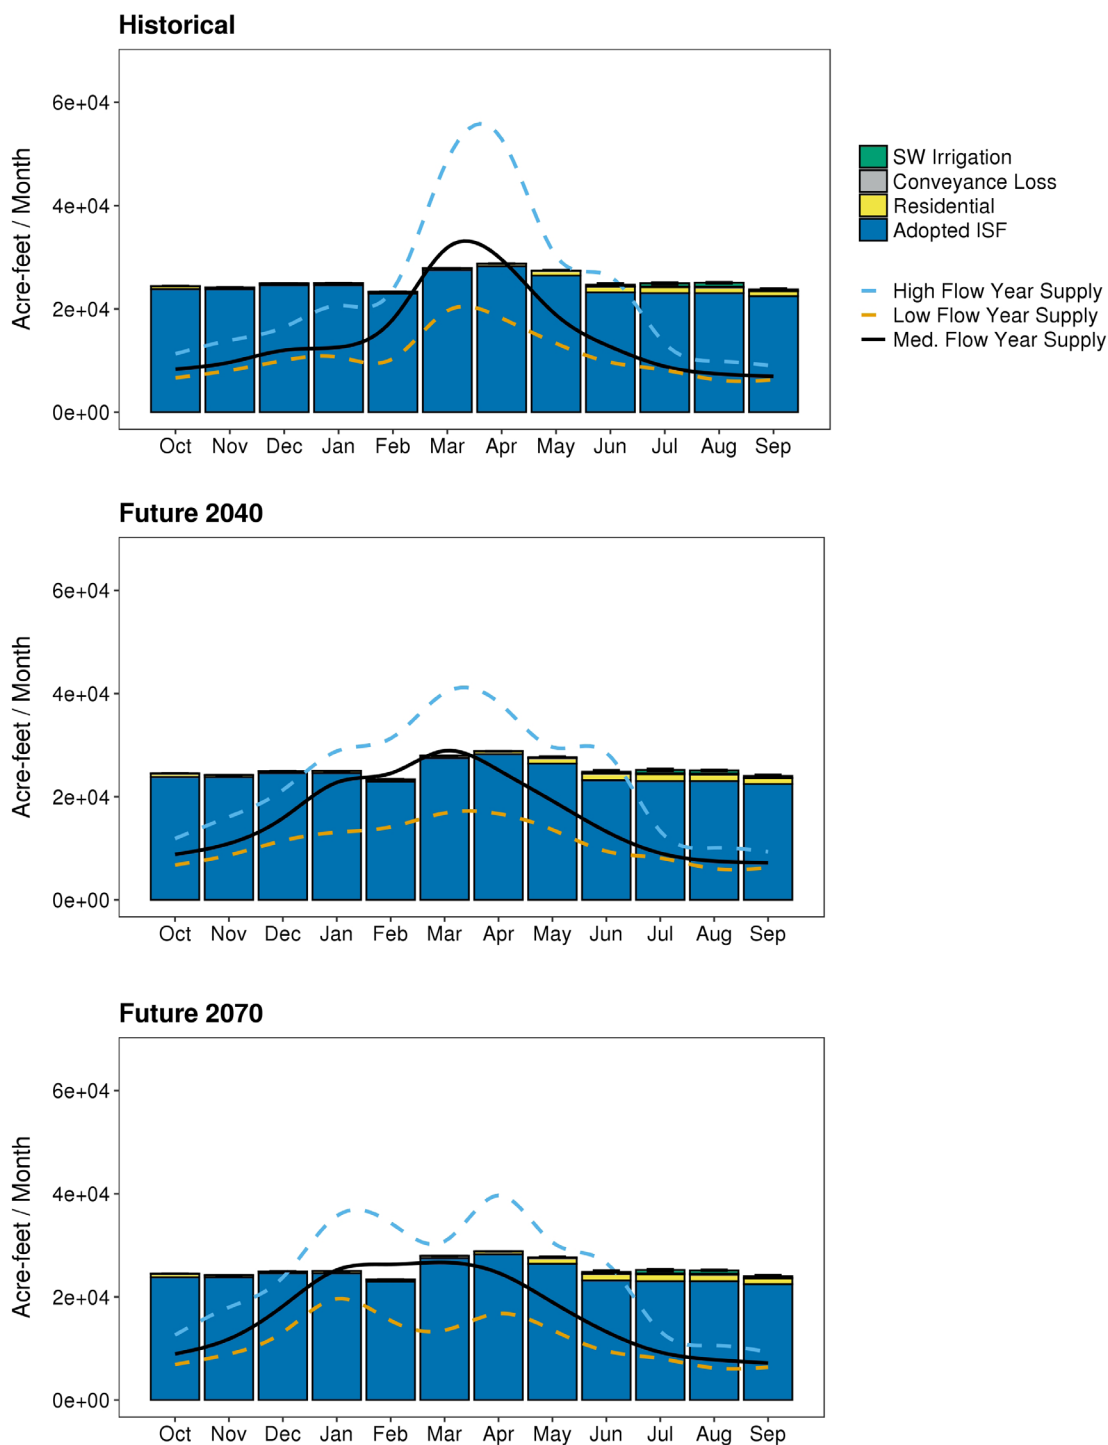 Historical
Acre-feet / Month
6e+04
4e+04
2e+04
0e+00
Oct Nov Dec Jan Feb Mar Apr May Jun Jul Aug Sep
SW Irrigation
Conveyance Loss
Residential
Adopted ISF
High Flow Year Supply
Low Flow Year Supply
Med. Flow Year Supply
Future 2040
Acre-feet / Month
6e+04
4e+04
2e+04
0e+00
Oct Nov Dec Jan Feb Mar Apr May Jun Jul Aug Sep
Future 2070
Acre-feet / Month
6e+04
4e+04
2e+04
0e+00
Oct Nov Dec Jan Feb Mar Apr May Jun Jul Aug Sep